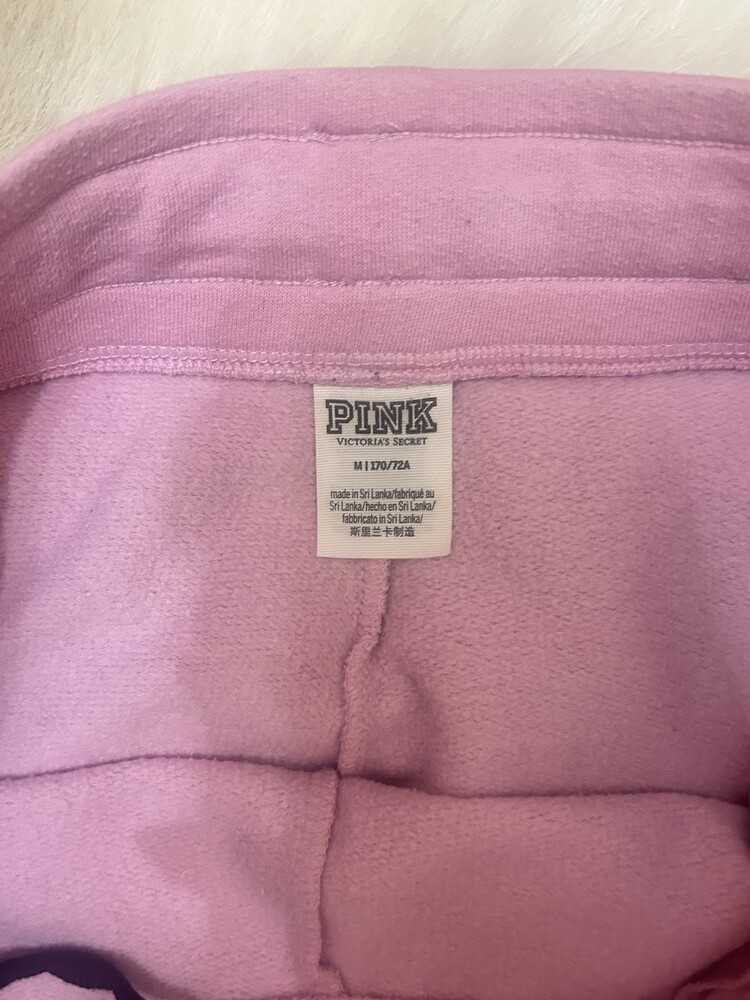 PINK
VICTORIA'S SECRET
M | 170/72A
made in Sri Lanka/fabriqué au
Sri Lanka/hecho en Sri Lanka/
fabbricato in Sri Lanka/
斯里兰卡制造